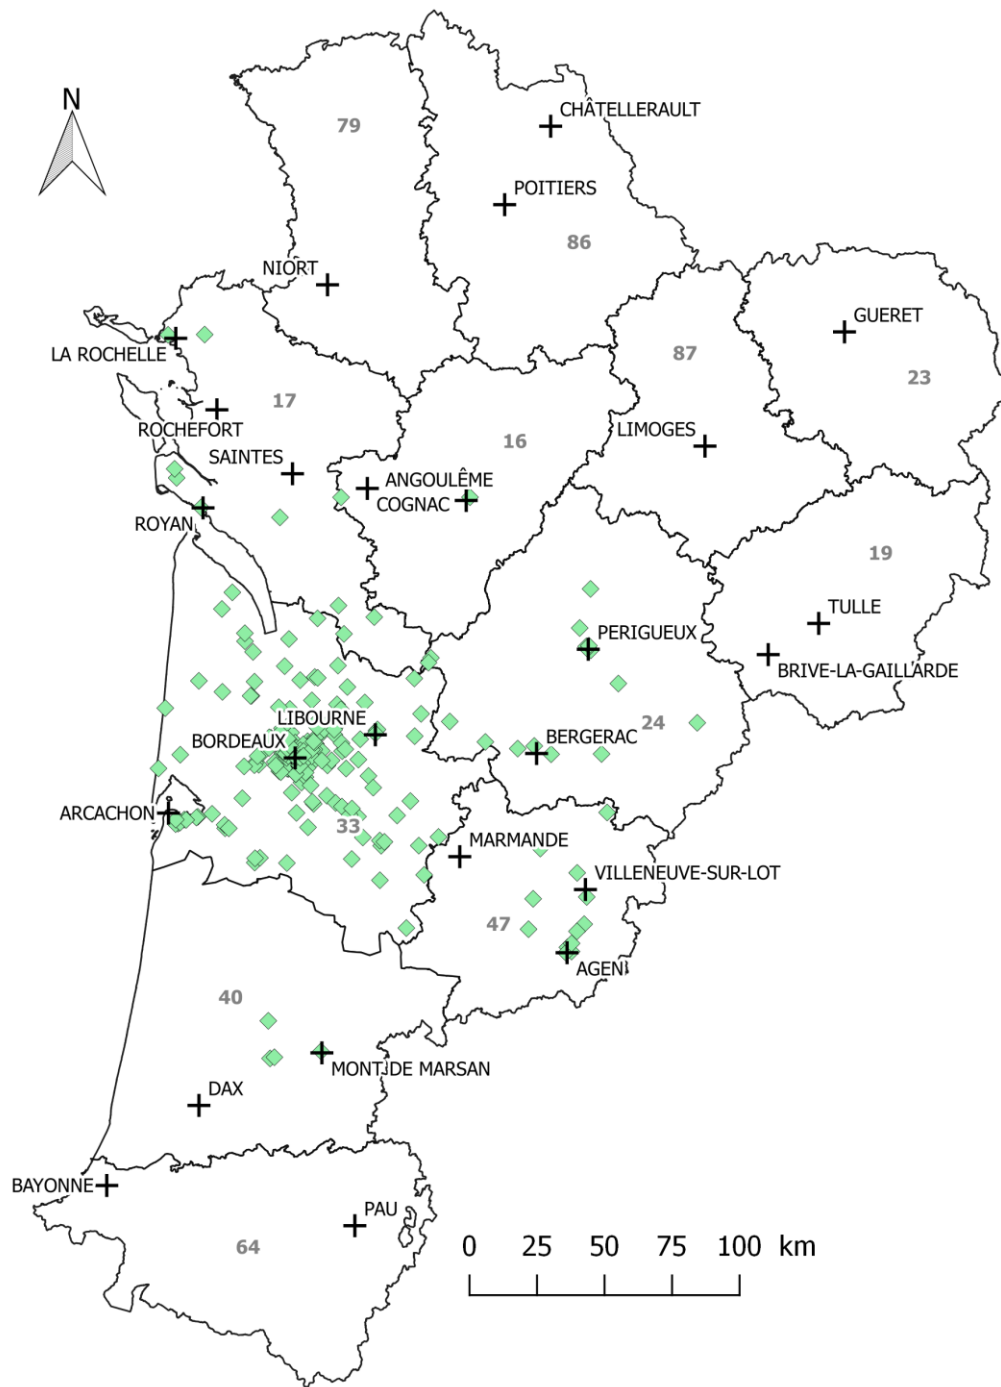 N
79
CHÂTELLERAULT
POITIERS
86
NIORT
GUERET
LA ROCHELLE
87
23
17
ROCHEFORT
LIMOGES
16
SAINTES
ANGOULÊME
COGNAC
ROYAN
19
TULLE
PERIGUEUX
BRIVE-LA-GAILLARDE
LIBOURNE
24
BORDEAUX
BERGERAC
ARCACHON
33
MARMANDE
VILLENEUVE-SUR-LOT
47
AGEN
40
MONT DE MARSAN
DAX
BAYONNE
PAU
64
0 25 50 75 100 km